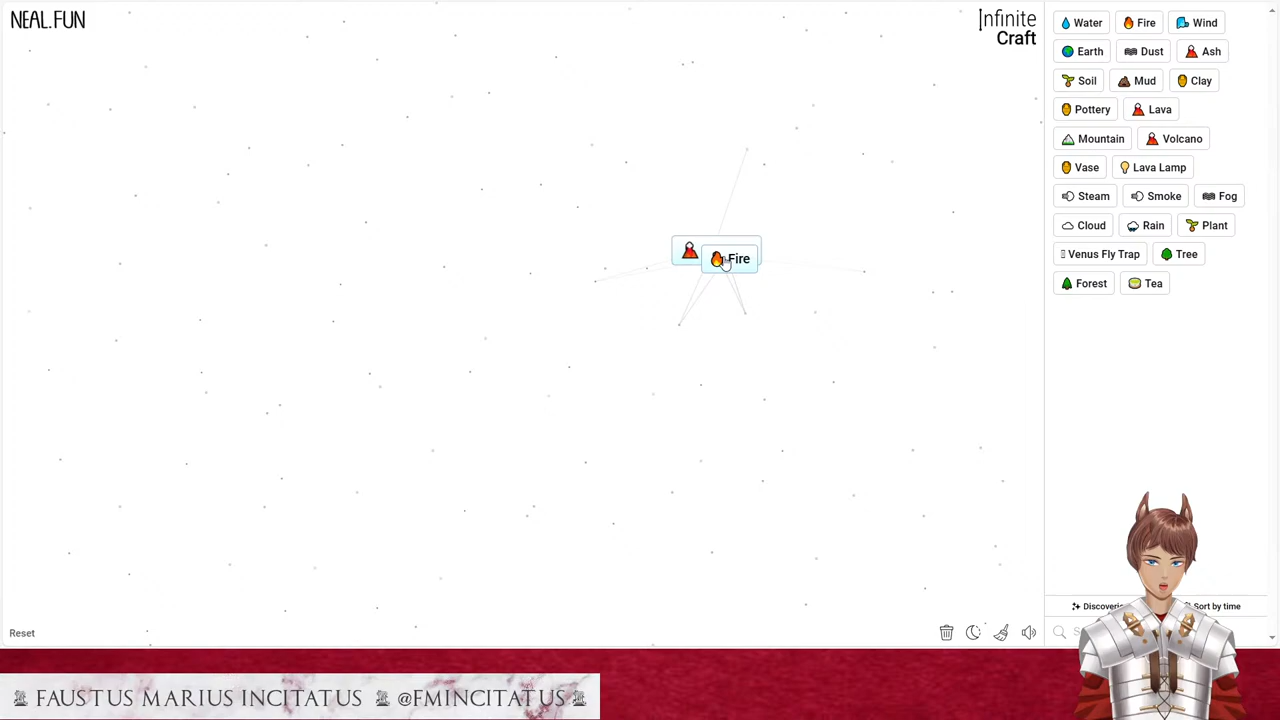 NEAL.FUN
Infinite
Craft
Water Fire Wind
Earth Dust Ash
Soil Mud Clay
Pottery Lava
Mountain Volcano
Vase Lava Lamp
Steam Smoke Fog
Cloud Rain Plant
Venus Fly Trap Tree
Forest Tea
Fire
Sort by time
Reset
FAUSTUS MARIUS INCITATUS @FMINCITATUS